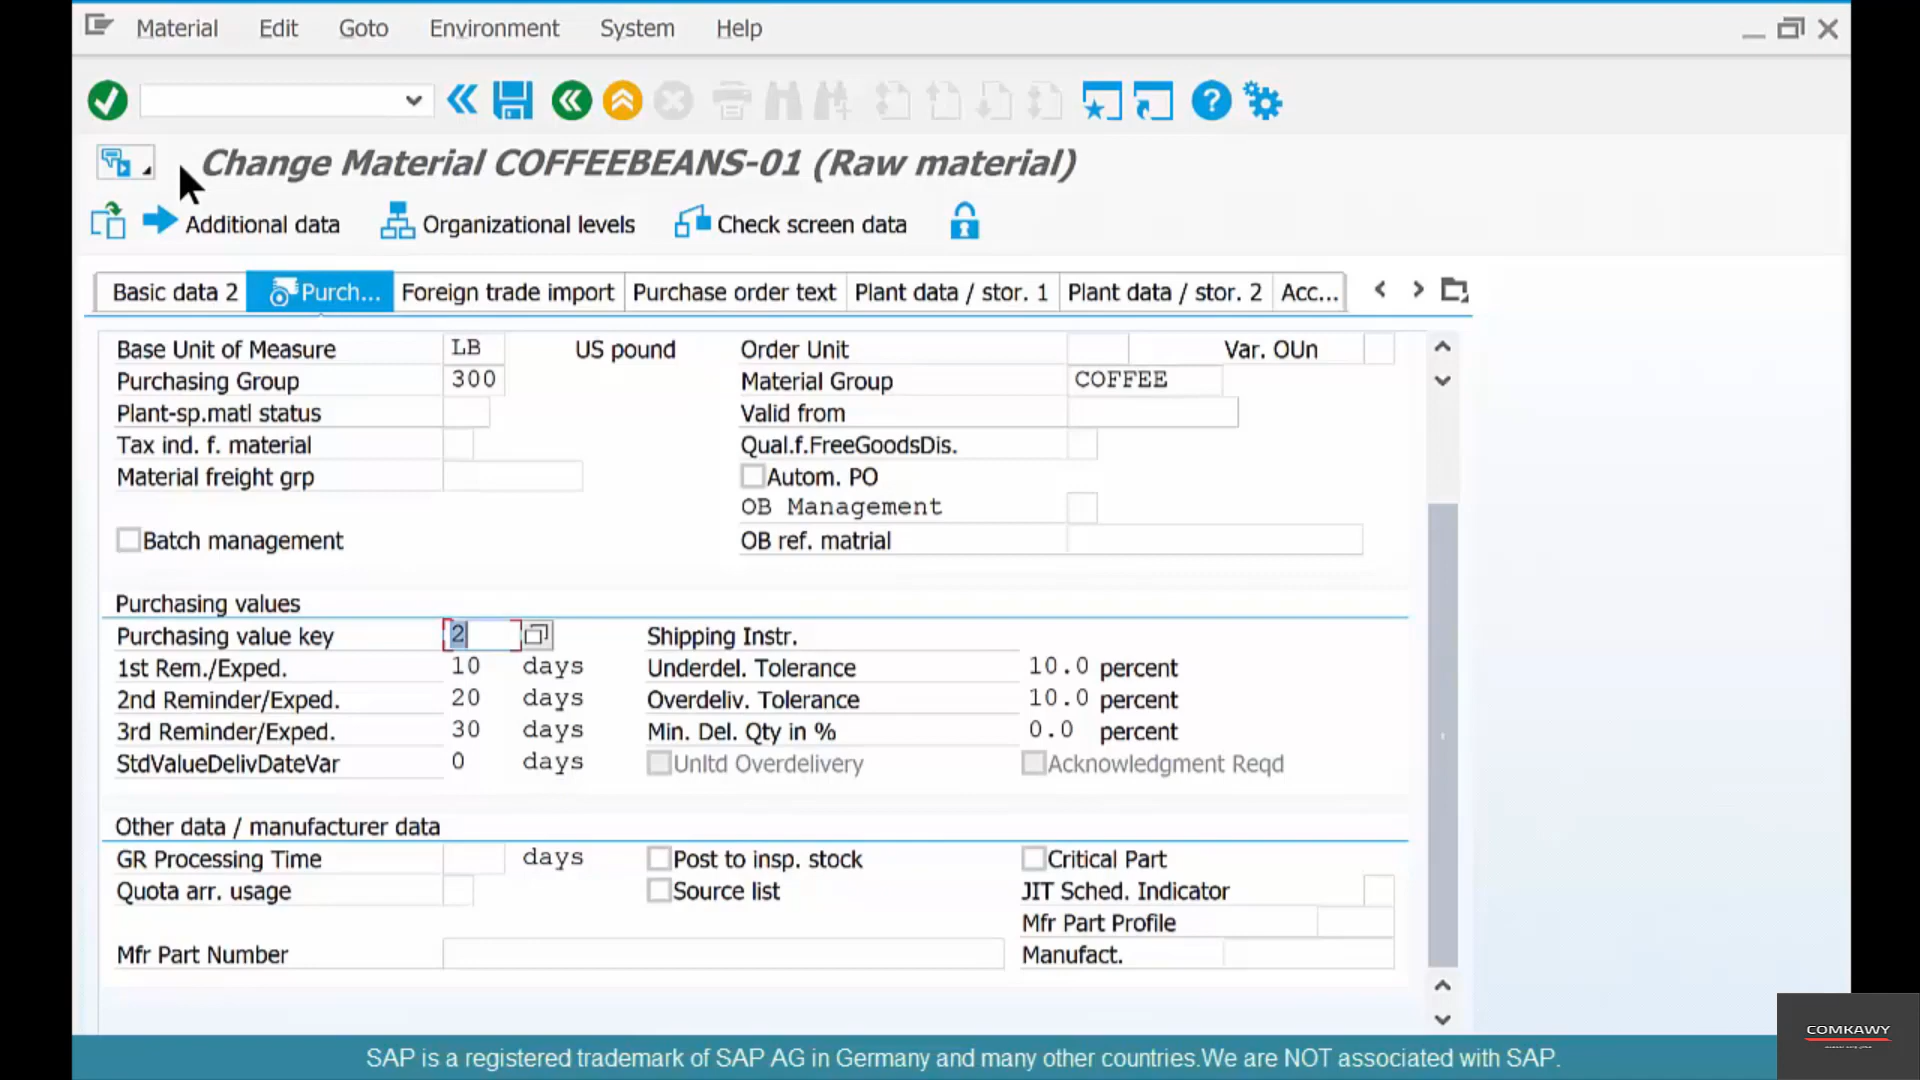 Material Edit Goto Environment System Help
Change Material COFFEEBEANS-01 (Raw material)
Additional data Organizational levels Check screen data
Basic data 2 Purch... Foreign trade import Purchase order text Plant data / stor. 1 Plant data / stor. 2 Acc...
Base Unit of Measure LB US pound Order Unit Var. OUn
Purchasing Group 300 Material Group COFFEE
Plant-sp.matl status Valid from
Tax ind. f. material Qual.f.FreeGoodsDis.
Material freight grp Autom. PO
OB Management
Batch management OB ref. matrial
Purchasing values
Purchasing value key 2 Shipping Instr.
1st Rem./Exped. 10 days Underdel. Tolerance 10.0 percent
2nd Reminder/Exped. 20 days Overdeliv. Tolerance 10.0 percent
3rd Reminder/Exped. 30 days Min. Del. Qty in % 0.0 percent
StdValueDelivDateVar 0 days Unltd Overdelivery Acknowledgment Reqd
Other data / manufacturer data
GR Processing Time days Post to insp. stock Critical Part
Quota arr. usage Source list JIT Sched. Indicator
Mfr Part Profile
Mfr Part Number Manufact.
SAP is a registered trademark of SAP AG in Germany and many other countries.We are NOT associated with SAP.
COMKAWY